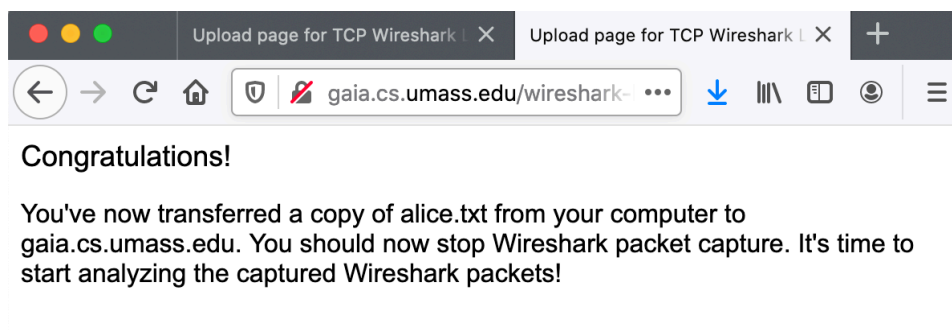 Upload page for TCP Wireshark L
Upload page for TCP Wireshark L
gaia.cs.umass.edu/wireshark-
Congratulations!
You've now transferred a copy of alice.txt from your computer to
gaia.cs.umass.edu. You should now stop Wireshark packet capture. It's time to
start analyzing the captured Wireshark packets!